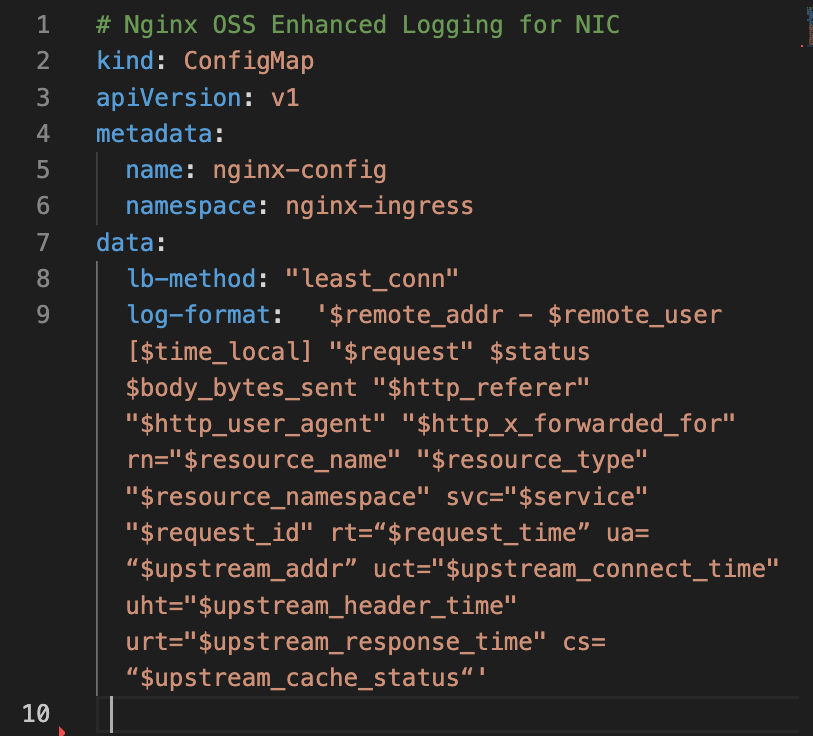 1 # Nginx OSS Enhanced Logging for NIC
2 kind: ConfigMap
3 apiVersion: v1
4 metadata:
5   name: nginx-config
6   namespace: nginx-ingress
7 data:
8   lb-method: "least_conn"
9   log-format:  '$remote_addr - $remote_user
[$time_local] "$request" $status
$body_bytes_sent "$http_referer"
"$http_user_agent" "$http_x_forwarded_for"
rn="$resource_name" "$resource_type"
"$resource_namespace" svc="$service"
"$request_id" rt=“$request_time” ua=
“$upstream_addr” uct="$upstream_connect_time"
uht="$upstream_header_time"
urt="$upstream_response_time" cs=
“$upstream_cache_status“'
10